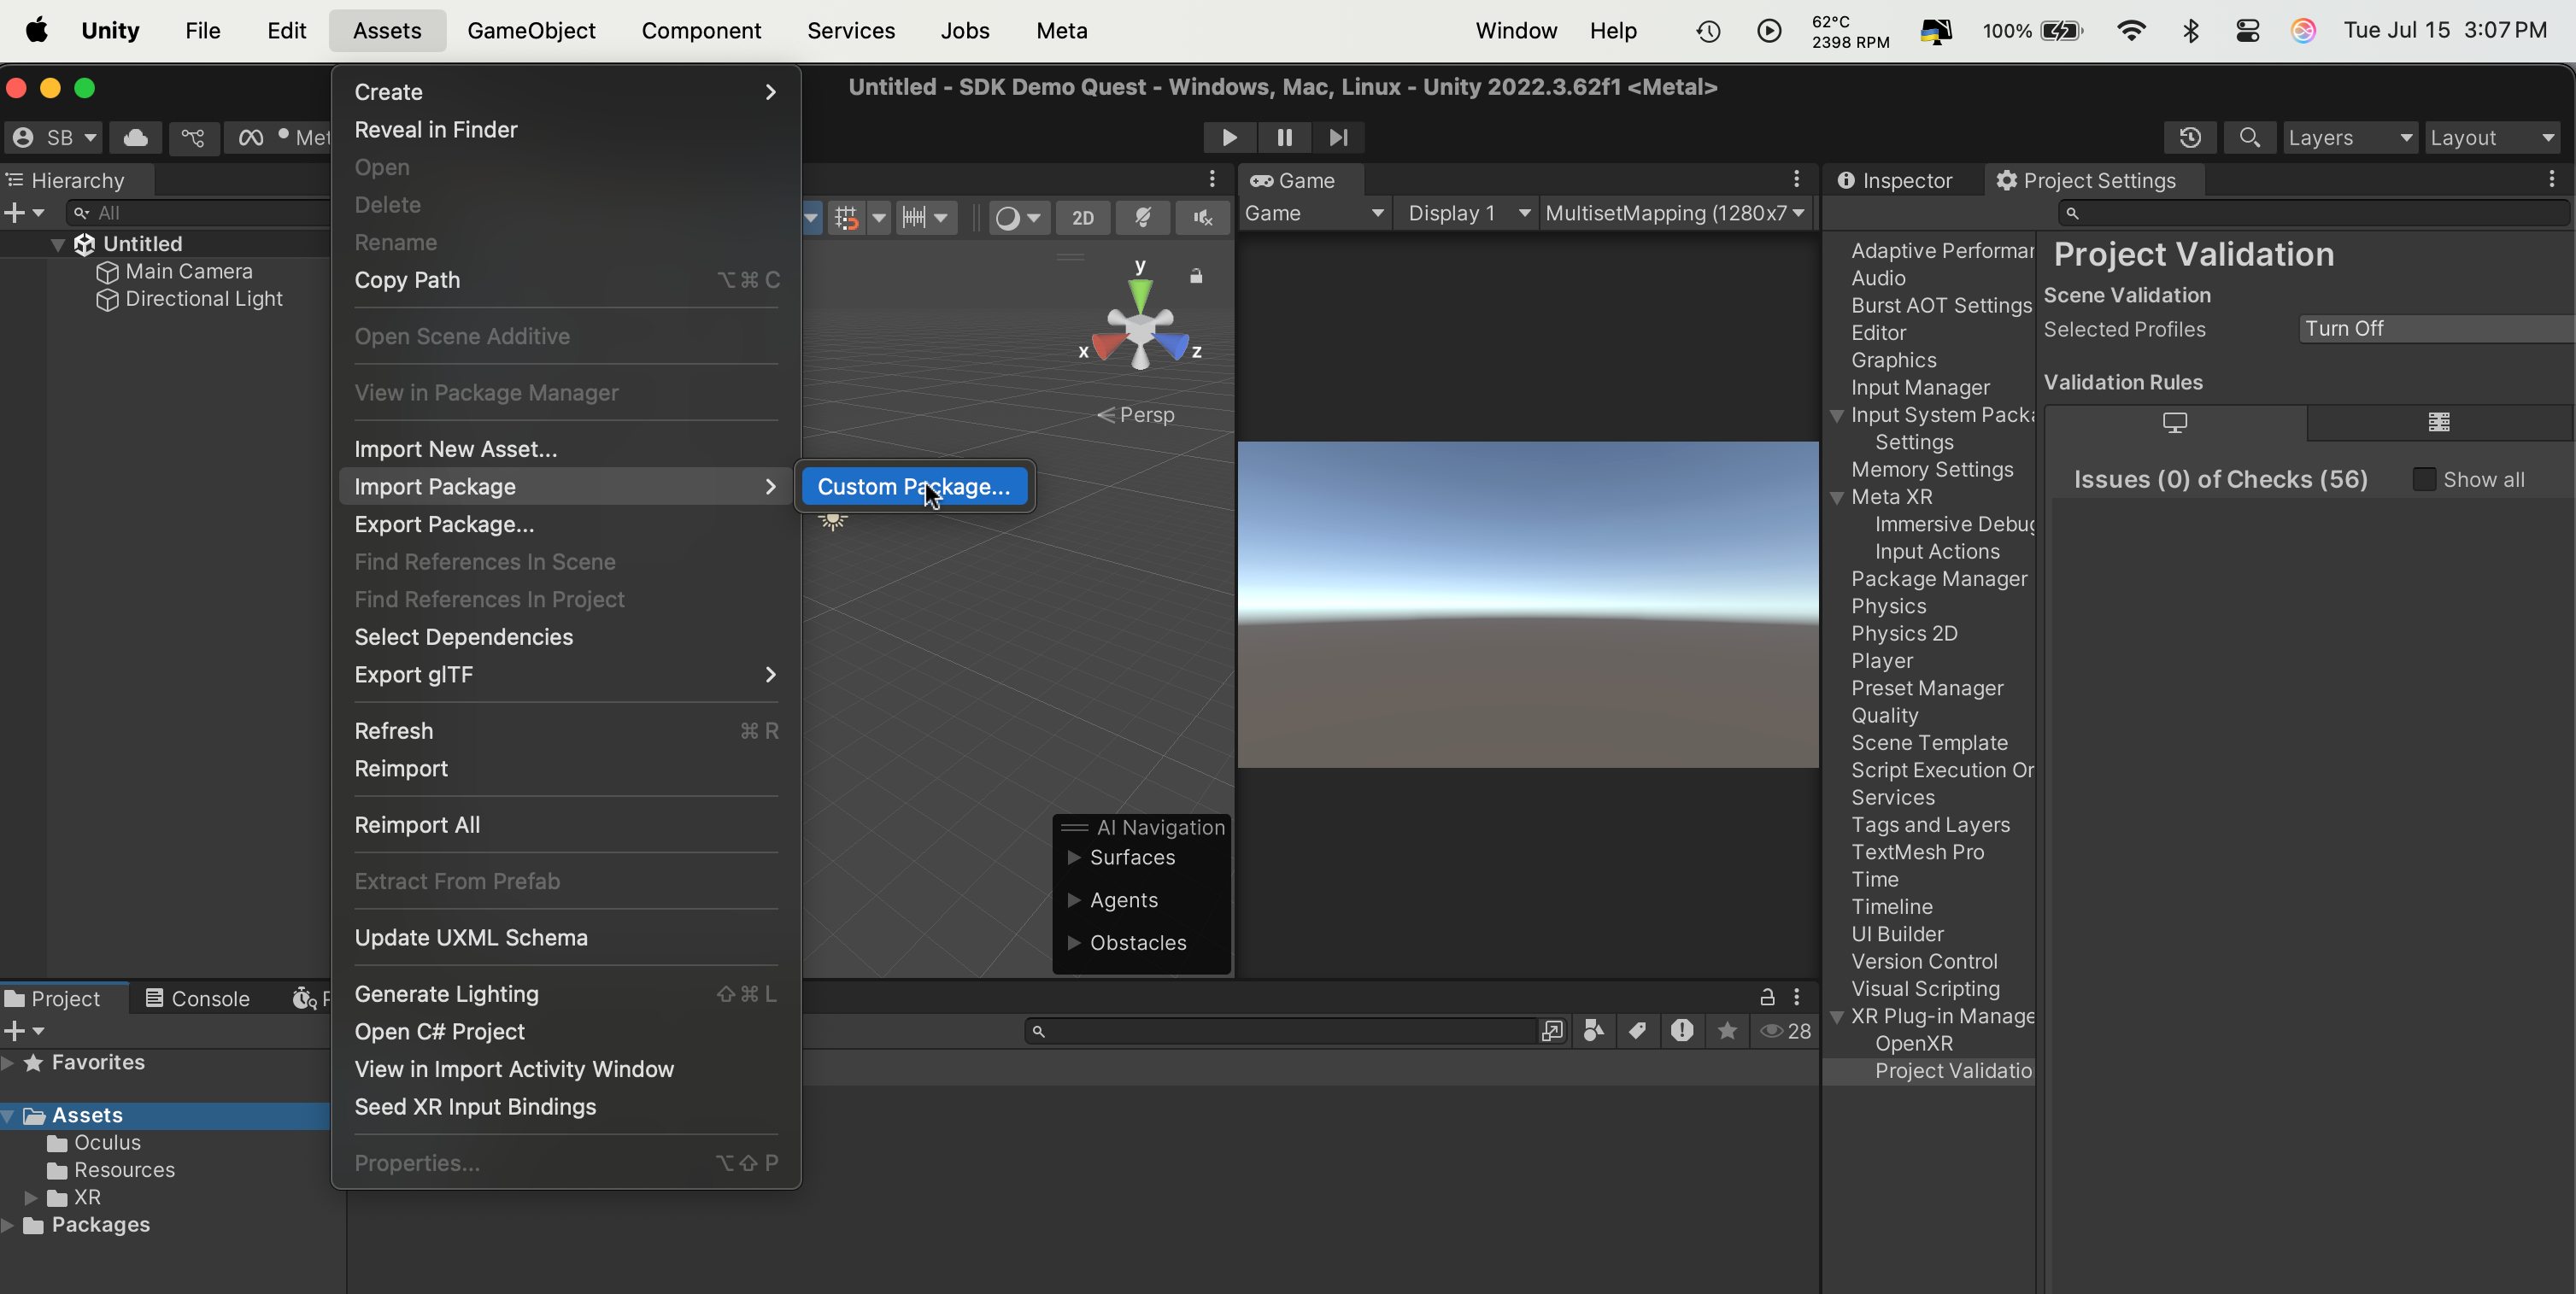 Unity File Edit Assets GameObject Component Services Jobs Meta Window Help 62°C 2398 RPM 100% Tue Jul 15 3:07 PM
Untitled - SDK Demo Quest - Windows, Mac, Linux - Unity 2022.3.62f1 <Metal>
SB Met Layers Layout
Hierarchy
All
Untitled
Main Camera
Directional Light
Create
Reveal in Finder
Open
Delete
Rename
Copy Path ⌥⌘C
Open Scene Additive
View in Package Manager
Import New Asset...
Import Package
Export Package...
Find References In Scene
Find References In Project
Select Dependencies
Export glTF
Refresh ⌘R
Reimport
Reimport All
Extract From Prefab
Update UXML Schema
Generate Lighting ⇧⌘L
Open C# Project
View in Import Activity Window
Seed XR Input Bindings
Properties... ⌥⇧P
Custom Package...
2D
y
x
z
Persp
AI Navigation
Surfaces
Agents
Obstacles
Game
Game Display 1 MultisetMapping (1280x7
Inspector Project Settings
Adaptive Performan
Audio
Burst AOT Settings
Editor
Graphics
Input Manager
Input System Packa
Settings
Memory Settings
Meta XR
Immersive Debug
Input Actions
Package Manager
Physics
Physics 2D
Player
Preset Manager
Quality
Scene Template
Script Execution Or
Services
Tags and Layers
TextMesh Pro
Time
Timeline
UI Builder
Version Control
Visual Scripting
XR Plug-in Manage
OpenXR
Project Validatio
Project Validation
Scene Validation
Selected Profiles Turn Off
Validation Rules
Issues (0) of Checks (56) Show all
Project Console P
28
Favorites
Assets
Oculus
Resources
XR
Packages